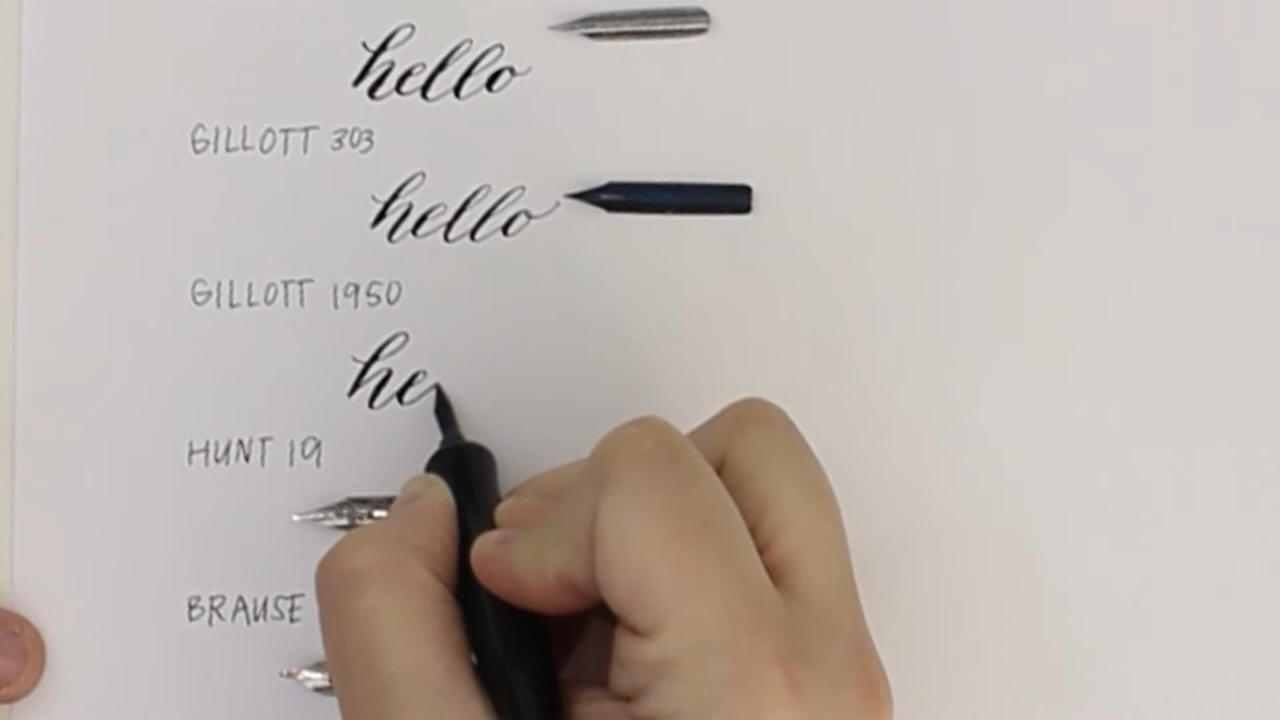 hello
GILLOTT 303
hello
GILLOTT 1950
he
HUNT 19
BRAUSE